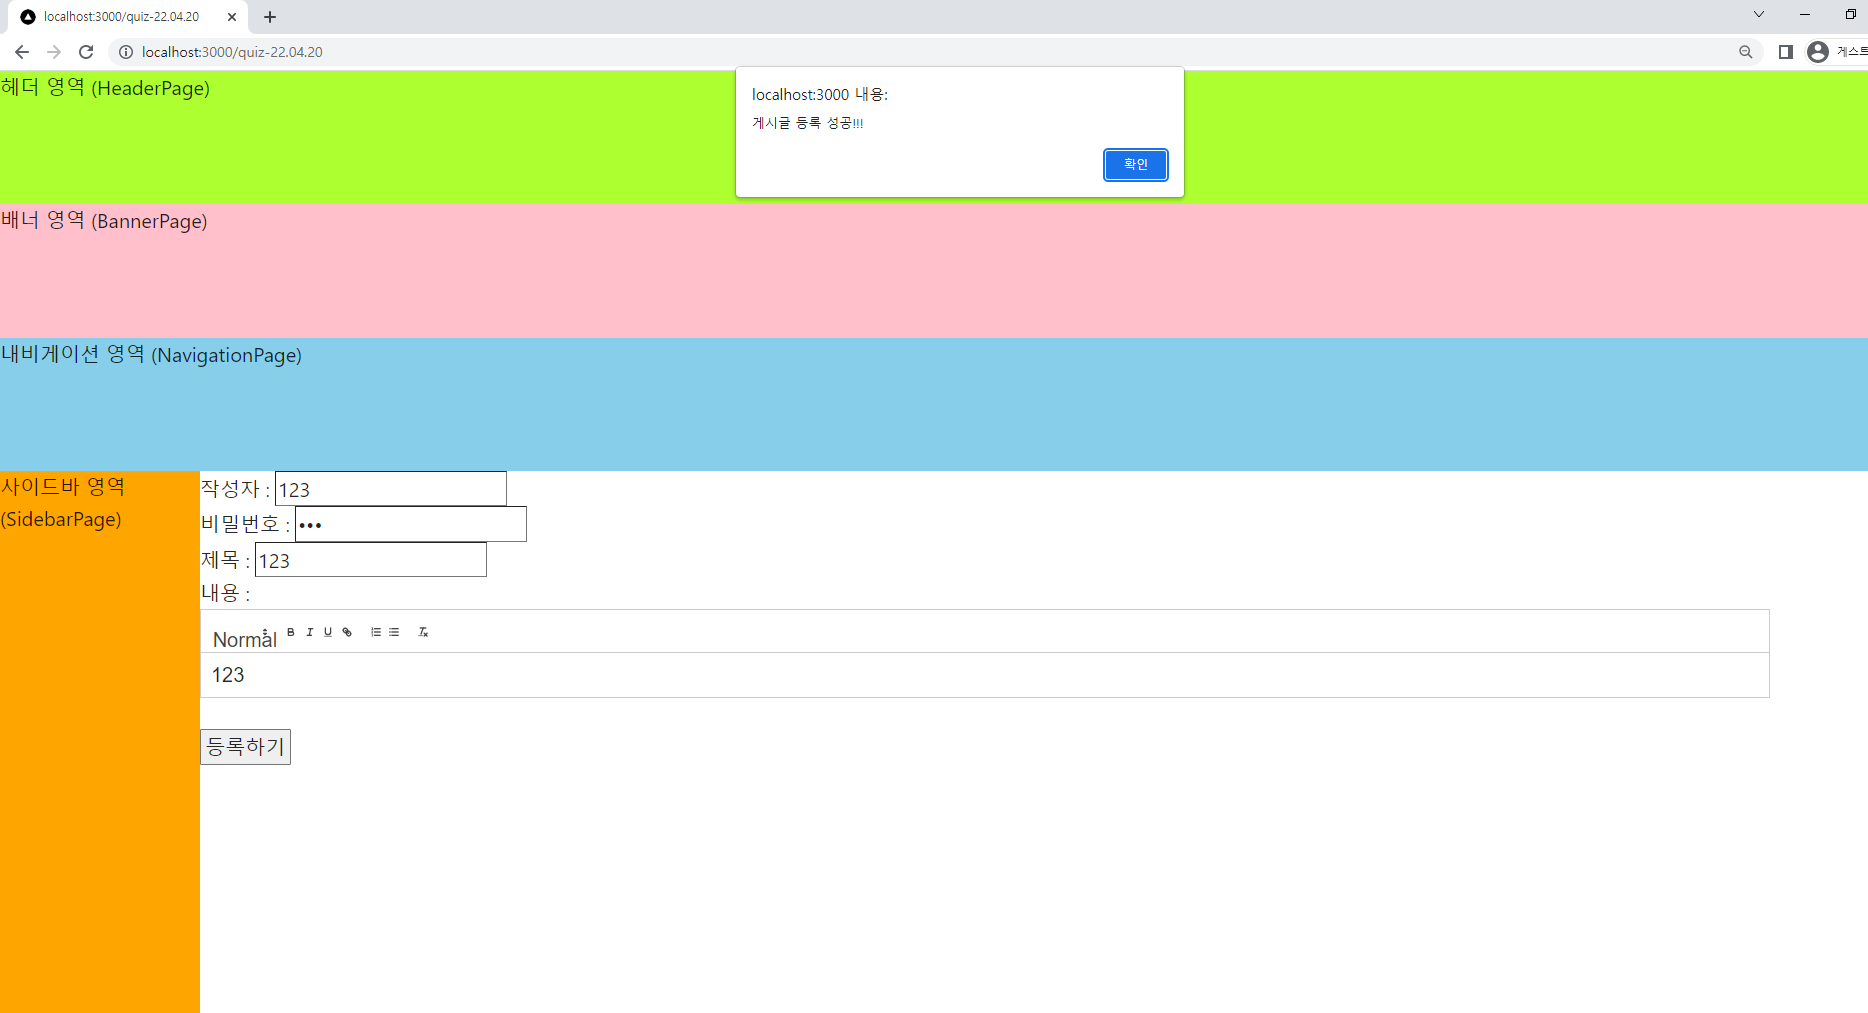 localhost:3000/quiz-22.04.20
localhost:3000/quiz-22.04.20
게스트
localhost:3000 내용:
게시글 등록 성공!!!
확인
헤더 영역 (HeaderPage)
배너 영역 (BannerPage)
내비게이션 영역 (NavigationPage)
사이드바 영역
(SidebarPage)
작성자 : 123
비밀번호 : •••
제목 : 123
내용 :
Normal B I U
123
등록하기